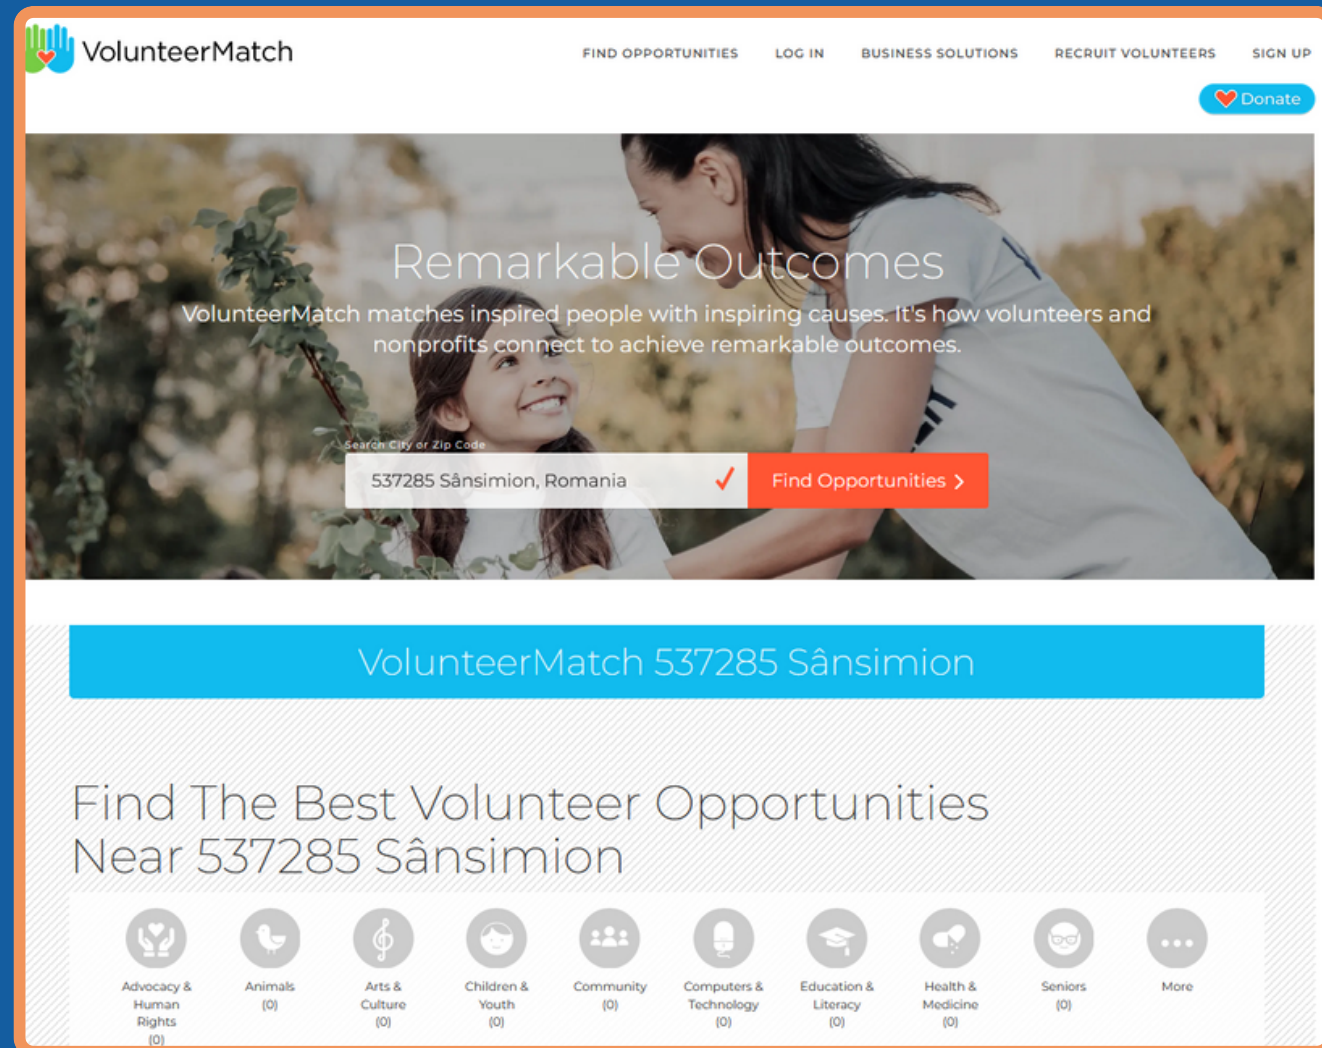 VolunteerMatch
FIND OPPORTUNITIES LOG IN BUSINESS SOLUTIONS RECRUIT VOLUNTEERS SIGN UP
Donate
Remarkable Outcomes
VolunteerMatch matches inspired people with inspiring causes. It's how volunteers and
nonprofits connect to achieve remarkable outcomes.
Search City or Zip Code
537285 Sânsimion, Romania
Find Opportunities
VolunteerMatch 537285 Sânsimion
Find The Best Volunteer Opportunities
Near 537285 Sânsimion
Advocacy &
Human
Rights
(0)
Animals
(0)
Arts &
Culture
(0)
Children &
Youth
(0)
Community
(0)
Computers &
Technology
(0)
Education &
Literacy
(0)
Health &
Medicine
(0)
Seniors
(0)
More